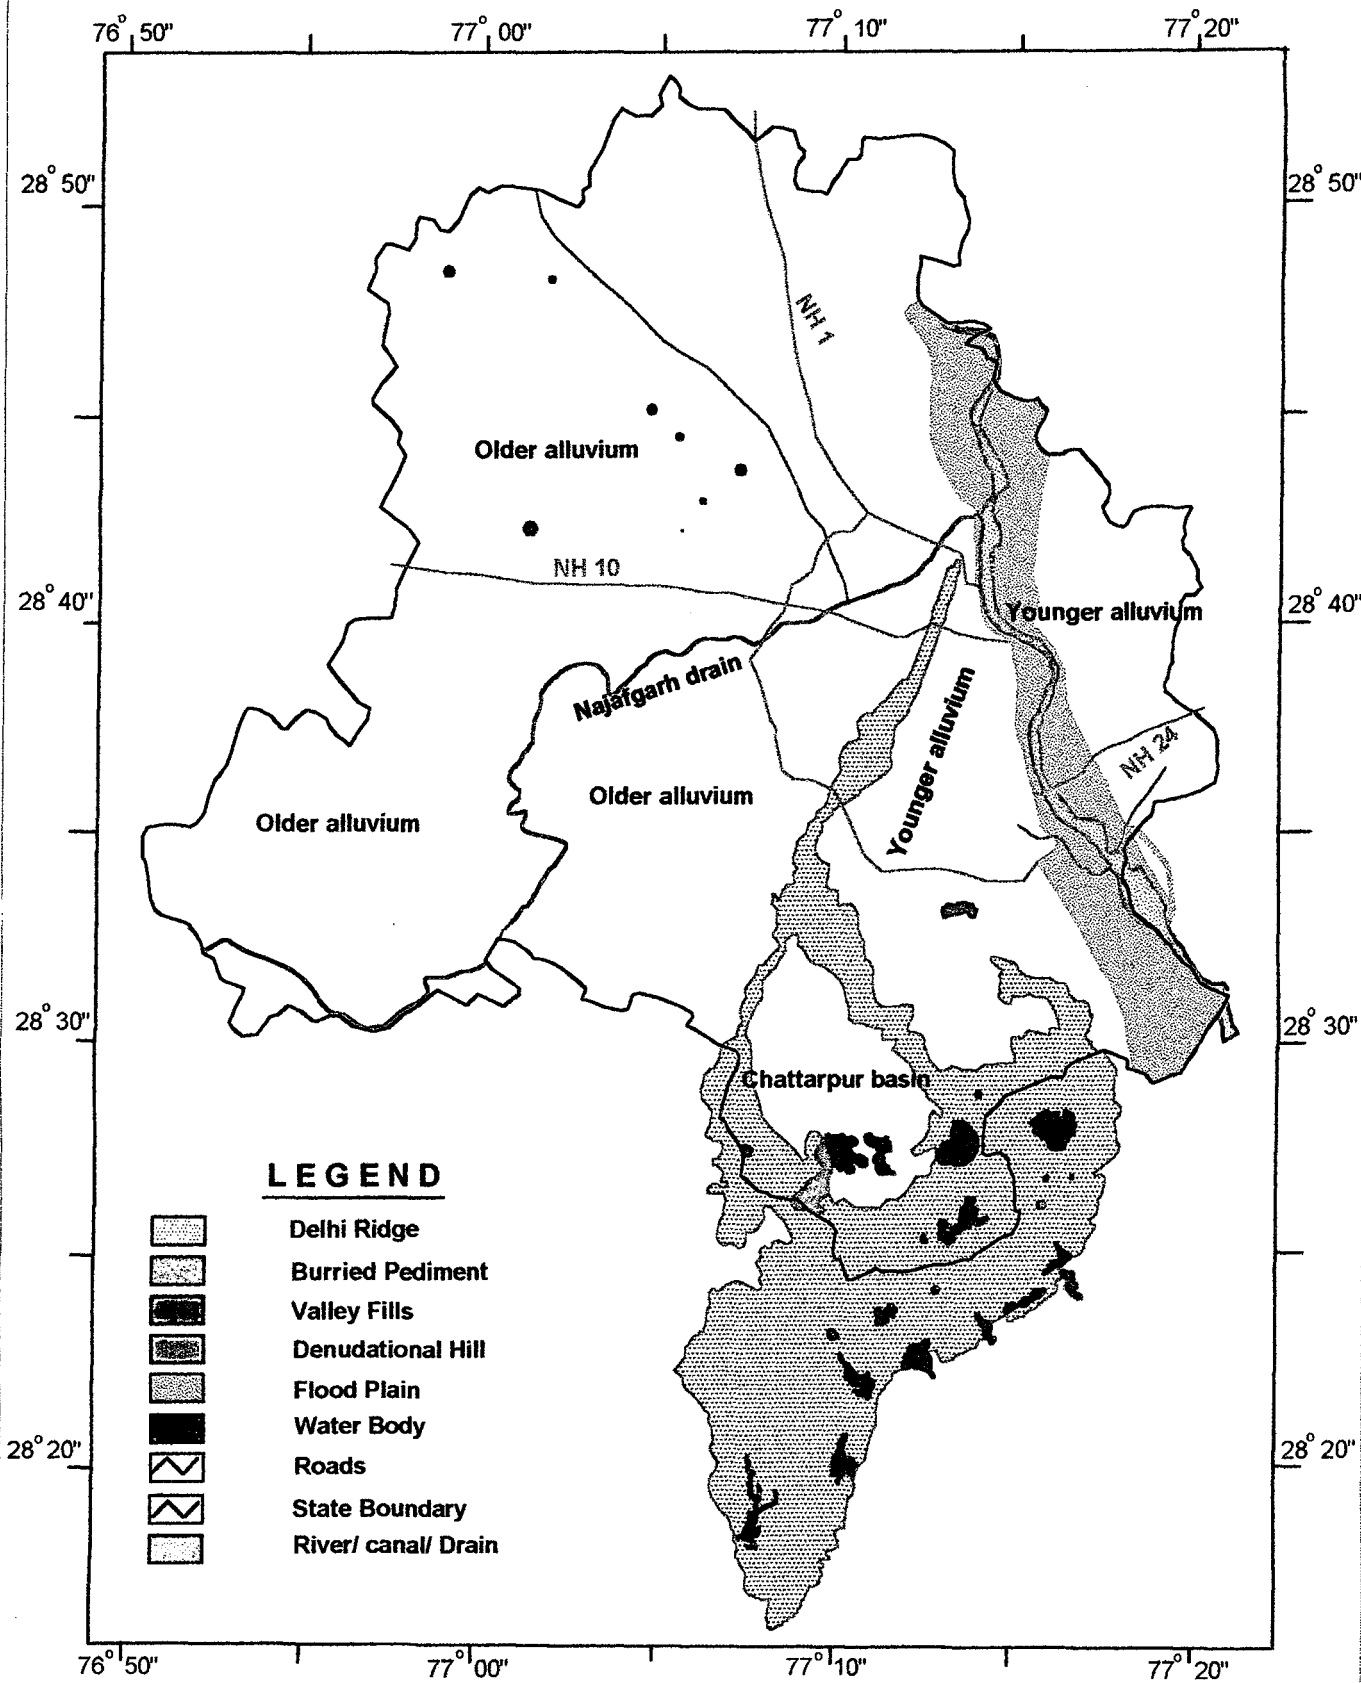 76° 50" 77° 00" 77° 10" 77° 20"
28° 50" 28° 50"
NH 1
Older alluvium
NH 10
28° 40" 28° 40"
Younger alluvium
Najafgarh drain
Younger alluvium
NH 24
Older alluvium
Older alluvium
28° 30" 28° 30"
Chattarpur basin
LEGEND
Delhi Ridge
Burried Pediment
Valley Fills
Denudational Hill
Flood Plain
Water Body
28° 20" 28° 20"
Roads
State Boundary
River/ canal/ Drain
76° 50" 77° 00" 77° 10" 77° 20"